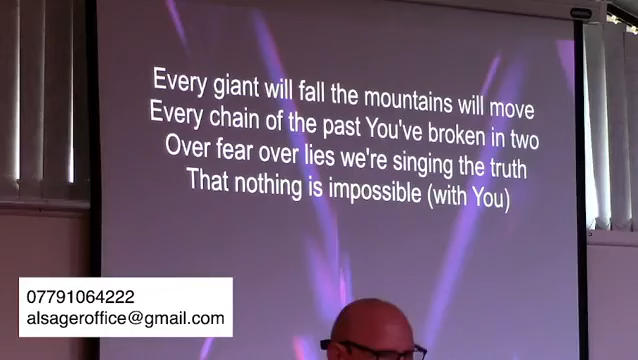 Every giant will fall the mountains will move
Every chain of the past You've broken in two
Over fear over lies we're singing the truth
That nothing is impossible (with You)
07791064222
alsageroffice@gmail.com